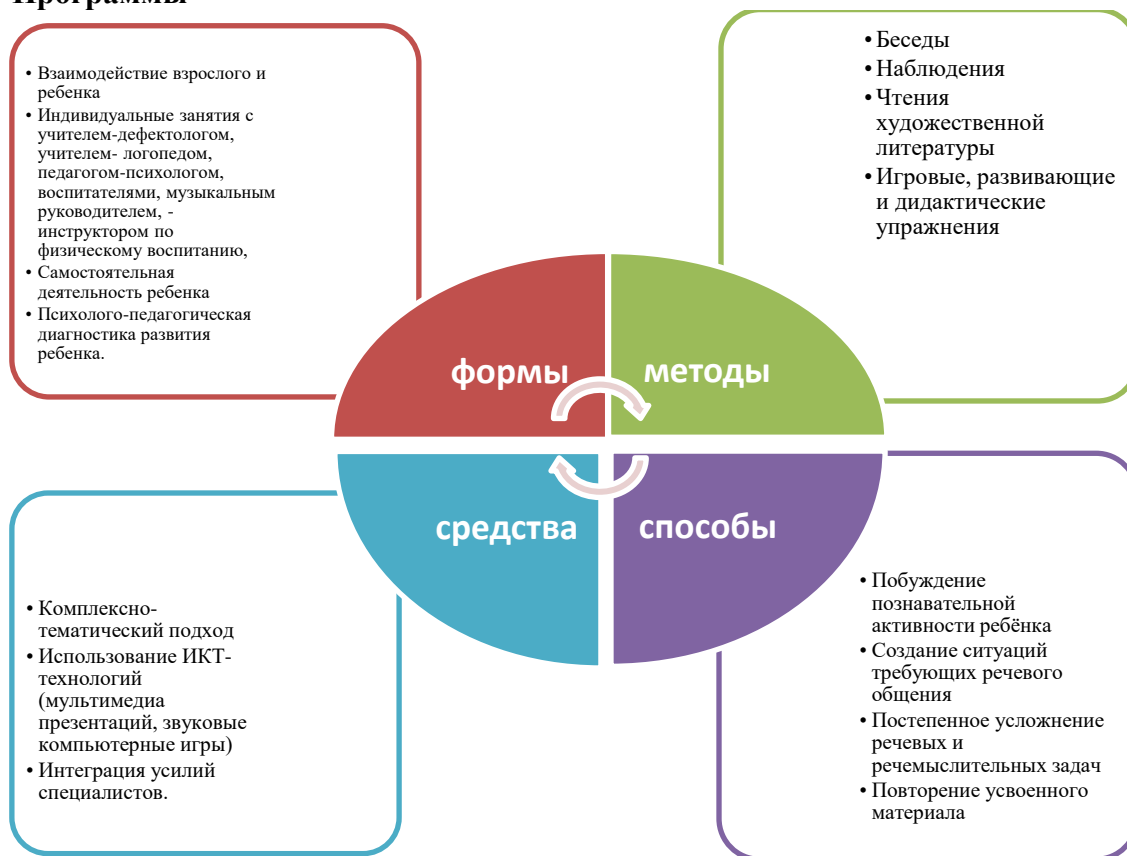 Программы
• Взаимодействие взрослого и
ребенка
• Индивидуальные занятия с
учителем-дефектологом,
учителем- логопедом,
педагогом-психологом,
воспитателями, музыкальным
руководителем, -
инструктором по
физическому воспитанию,
• Самостоятельная
деятельность ребенка
• Психолого-педагогическая
диагностика развития
ребенка.
• Беседы
• Наблюдения
• Чтения
художественной
литературы
• Игровые, развивающие
и дидактические
упражнения
формы
методы
средства
способы
• Комплексно-
тематический подход
• Использование ИКТ-
технологий
(мультимедиа
презентаций, звуковые
компьютерные игры)
• Интеграция усилий
специалистов.
• Побуждение
познавательной
активности ребёнка
• Создание ситуаций
требующих речевого
общения
• Постепенное усложнение
речевых и
речемыслительных задач
• Повторение усвоенного
материала